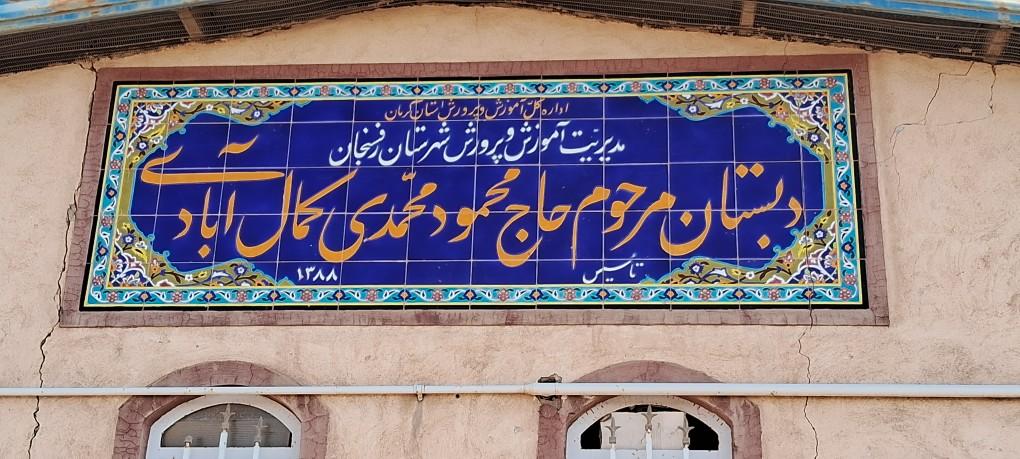 اداره کل آموزش و پرورش استان کرمان
مدیریت آموزش و پرورش شهرستان رفسنجان
دبستان مرحوم حاج محمود محمدی کمال آبادی
تأسیس ۱۳۸۸